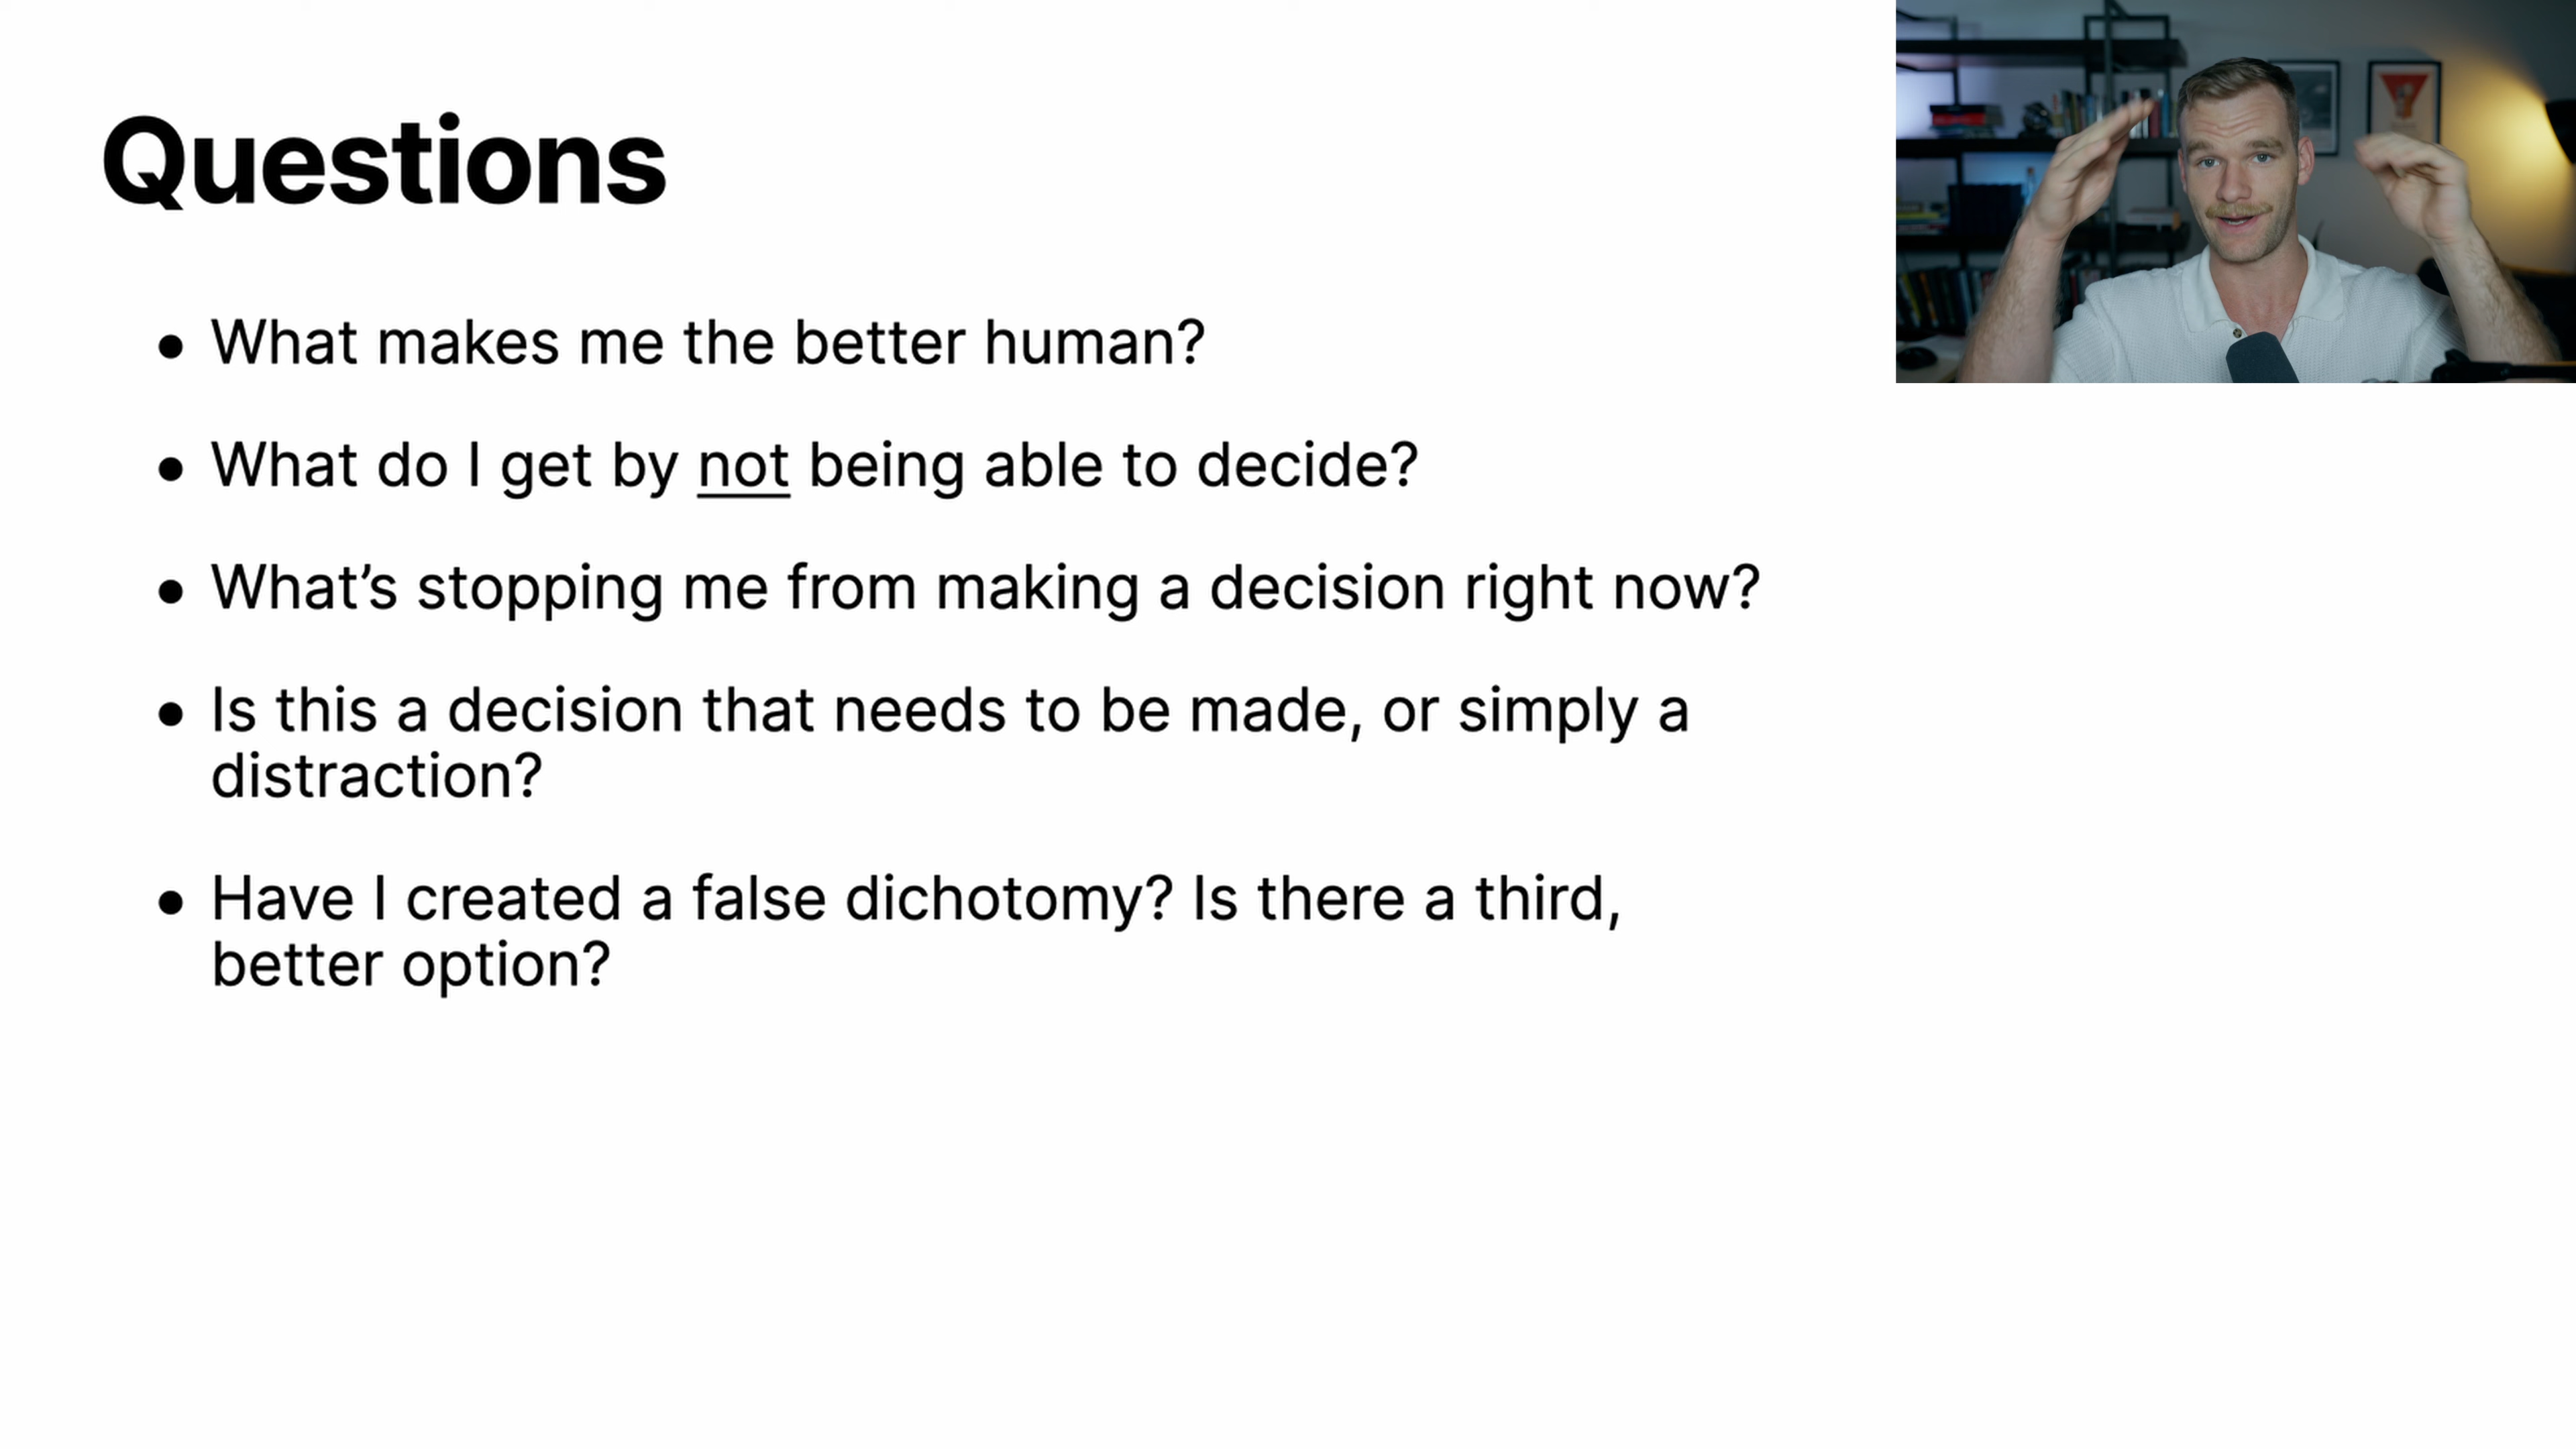 Questions
• What makes me the better human?
• What do I get by not being able to decide?
• What’s stopping me from making a decision right now?
• Is this a decision that needs to be made, or simply a
distraction?
• Have I created a false dichotomy? Is there a third,
better option?